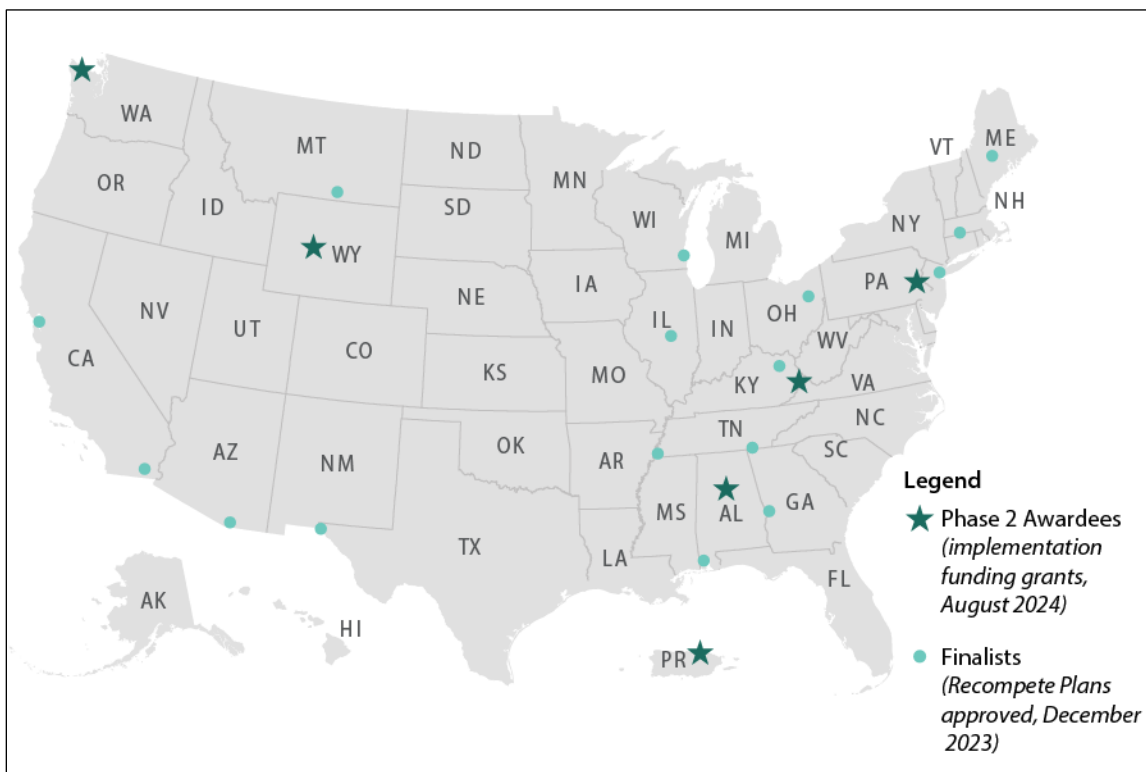 WA
MT
ND
MN
VT
ME
OR
ID
SD
WI
MI
NY
NH
WY
NE
IA
PA
NV
UT
CO
IL
IN
OH
WV
CA
KS
MO
KY
VA
AZ
NM
OK
AR
TN
NC
SC
MS
AL
GA
TX
LA
FL
AK
HI
PR
Legend
Phase 2 Awardees
(implementation
funding grants,
August 2024)
Finalists
(Recompete Plans
approved, December
2023)